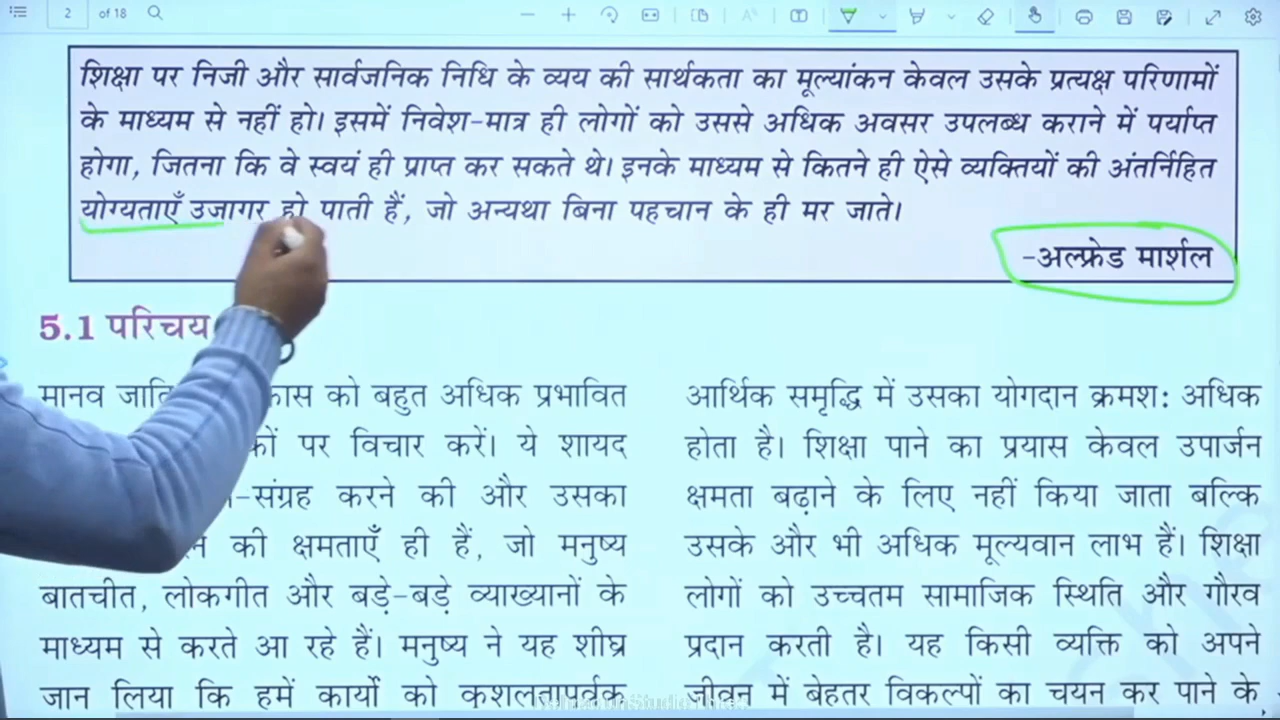 2 of 18
शिक्षा पर निजी और सार्वजनिक निधि के व्यय की सार्थकता का मूल्यांकन केवल उसके प्रत्यक्ष परिणामों
के माध्यम से नहीं हो। इसमें निवेश-मात्र ही लोगों को उससे अधिक अवसर उपलब्ध कराने में पर्याप्त
होगा, जितना कि वे स्वयं ही प्राप्त कर सकते थे। इनके माध्यम से कितने ही ऐसे व्यक्तियों की अंतर्निहित
योग्यताएँ उजागर हो पाती हैं, जो अन्यथा बिना पहचान के ही मर जाते।
-अल्फ्रेड मार्शल
5.1 परिचय
मानव जाति को बहुत अधिक प्रभावित
पर विचार करें। ये शायद
-संग्रह करने की और उसका
की क्षमताएँ ही हैं, जो मनुष्य
बातचीत, लोकगीत और बड़े-बड़े व्याख्यानों के
माध्यम से करते आ रहे हैं। मनुष्य ने यह शीघ्र
जान लिया कि हमें कार्यों को कुशलतापूर्वक
आर्थिक समृद्धि में उसका योगदान क्रमश: अधिक
होता है। शिक्षा पाने का प्रयास केवल उपार्जन
क्षमता बढ़ाने के लिए नहीं किया जाता बल्कि
उसके और भी अधिक मूल्यवान लाभ हैं। शिक्षा
लोगों को उच्चतम सामाजिक स्थिति और गौरव
प्रदान करती है। यह किसी व्यक्ति को अपने
जीवन में बेहतर विकल्पों का चयन कर पाने के